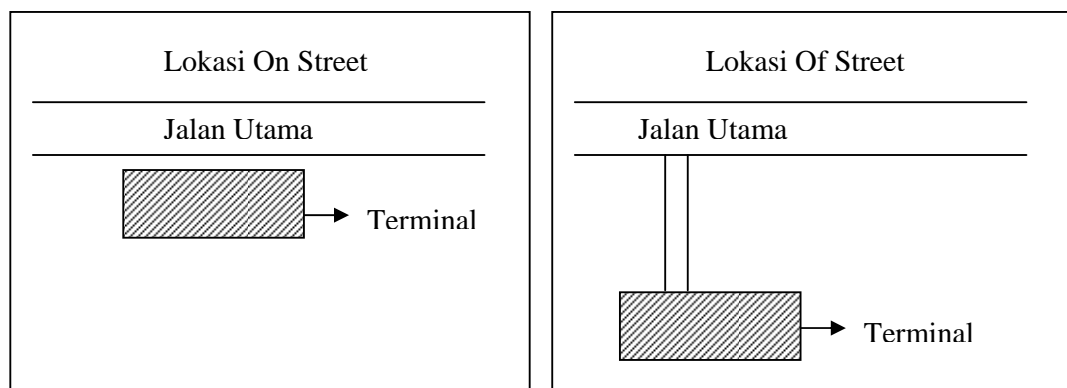 Lokasi On Street
Jalan Utama
Terminal
Lokasi Of Street
Jalan Utama
Terminal